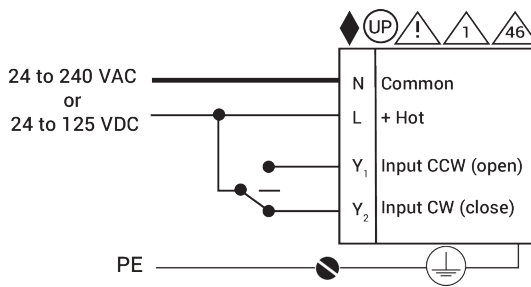 UP ! 1 46
24 to 240 VAC
or
24 to 125 VDC
N Common
L + Hot
Y1 Input CCW (open)
Y2 Input CW (close)
PE